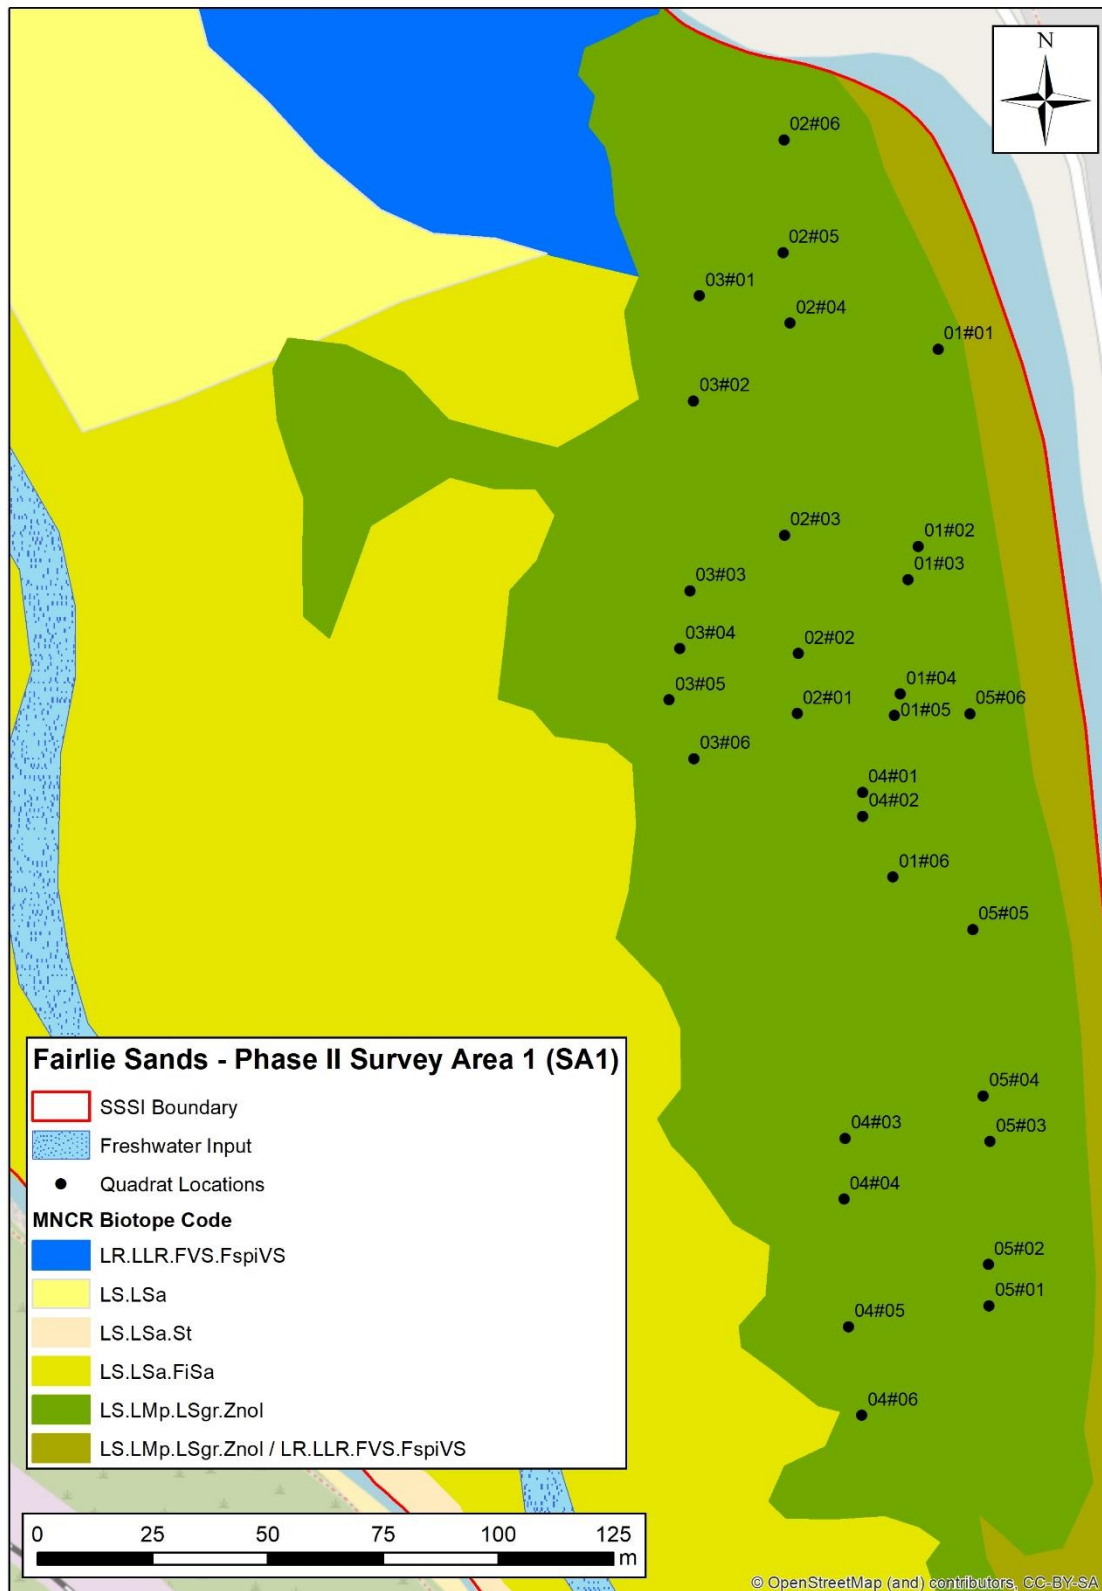 N
02#06
02#05
03#01
02#04
01#01
03#02
02#03
01#02
01#03
03#03
03#04
02#02
03#05
01#04
02#01
01#05
05#06
03#06
04#01
04#02
01#06
05#05
05#04
04#03
05#03
04#04
05#02
05#01
04#05
04#06
Fairlie Sands - Phase II Survey Area 1 (SA1)
SSSI Boundary
Freshwater Input
Quadrat Locations
MNCR Biotope Code
LR.LLR.FVS.FspiVS
LS.LSa
LS.LSa.St
LS.LSa.FiSa
LS.LMp.LSgr.Znol
LS.LMp.LSgr.Znol / LR.LLR.FVS.FspiVS
0 25 50 75 100 125
m
© OpenStreetMap (and) contributors, CC-BY-SA